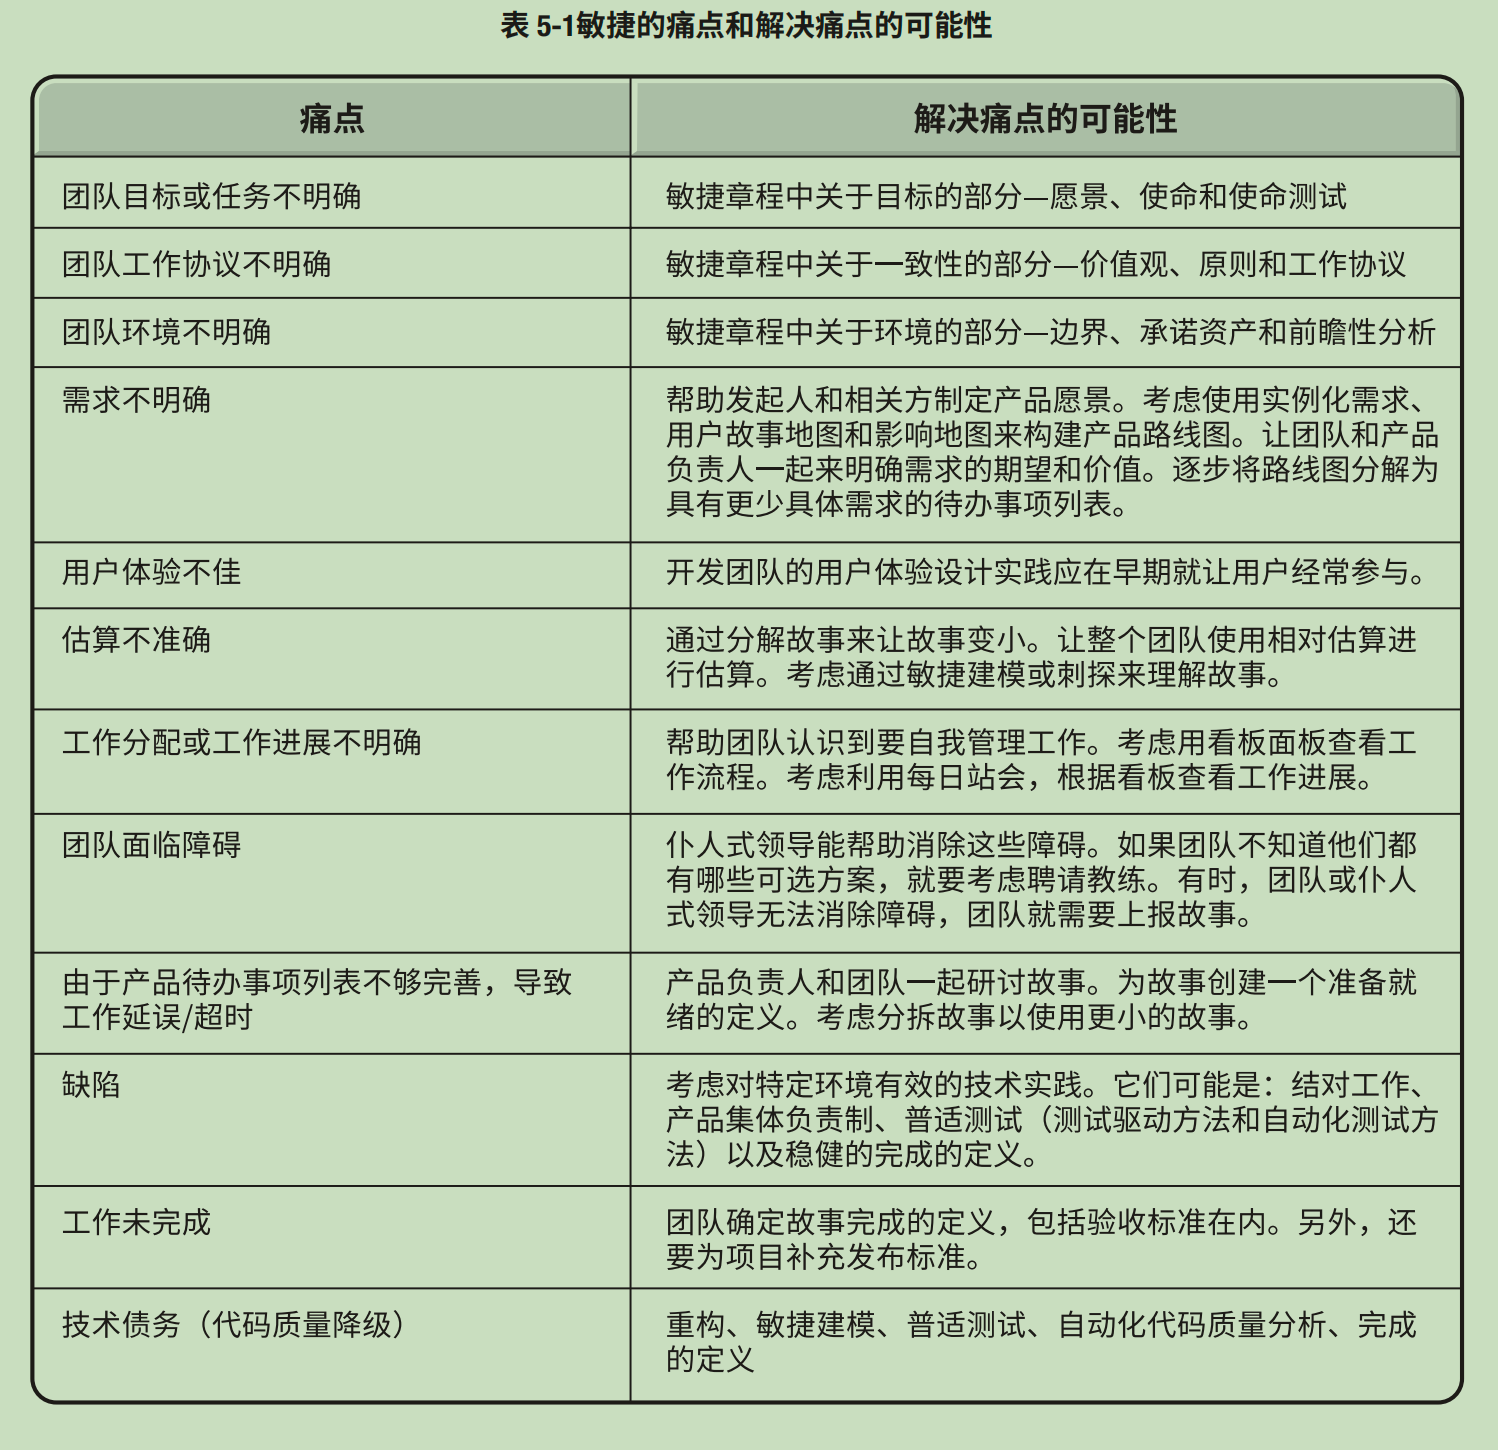 表 5-1敏捷的痛点和解决痛点的可能性
痛点
解决痛点的可能性
团队目标或任务不明确
敏捷章程中关于目标的部分—愿景、使命和使命测试
团队工作协议不明确
敏捷章程中关于一致性的部分—价值观、原则和工作协议
团队环境不明确
敏捷章程中关于环境的部分—边界、承诺资产和前瞻性分析
需求不明确
帮助发起人和相关方制定产品愿景。考虑使用实例化需求、
用户故事地图和影响地图来构建产品路线图。让团队和产品
负责人一起来明确需求的期望和价值。逐步将路线图分解为
具有更少具体需求的待办事项列表。
用户体验不佳
开发团队的用户体验设计实践应在早期就让用户经常参与。
估算不准确
通过分解故事来让故事变小。让整个团队使用相对估算进
行估算。考虑通过敏捷建模或刺探来理解故事。
工作分配或工作进展不明确
帮助团队认识到要自我管理工作。考虑用看板面板查看工
作流程。考虑利用每日站会，根据看板查看工作进展。
团队面临障碍
仆人式领导能帮助消除这些障碍。如果团队不知道他们都
有哪些可选方案，就要考虑聘请教练。有时，团队或仆人
式领导无法消除障碍，团队就需要上报故事。
由于产品待办事项列表不够完善，导致
工作延误/超时
产品负责人和团队一起研讨故事。为故事创建一个准备就
绪的定义。考虑分拆故事以使用更小的故事。
缺陷
考虑对特定环境有效的技术实践。它们可能是：结对工作、
产品集体负责制、普适测试（测试驱动方法和自动化测试方
法）以及稳健的完成的定义。
工作未完成
团队确定故事完成的定义，包括验收标准在内。另外，还
要为项目补充发布标准。
技术债务（代码质量降级）
重构、敏捷建模、普适测试、自动化代码质量分析、完成
的定义